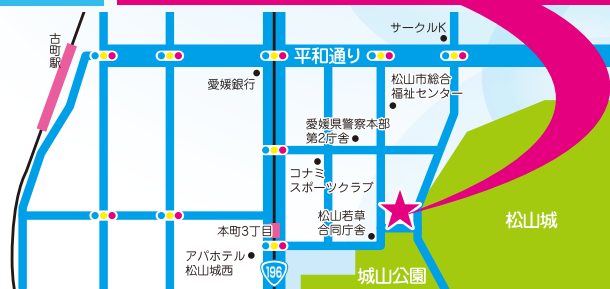 サークルK
古町駅
平和通り
愛媛銀行
松山市総合
福祉センター
愛媛県警察本部
第2庁舎
コナミ
スポーツクラブ
松山若草
合同庁舎
本町3丁目
アパホテル
松山城西
196
松山城
城山公園